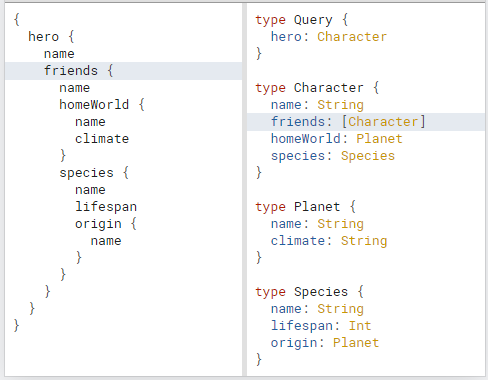 {
  hero {
    name
    friends {
      name
      homeWorld {
        name
        climate
      }
      species {
        name
        lifespan
        origin {
          name
        }
      }
    }
  }
}
type Query {
  hero: Character
}

type Character {
  name: String
  friends: [Character]
  homeWorld: Planet
  species: Species
}

type Planet {
  name: String
  climate: String
}

type Species {
  name: String
  lifespan: Int
  origin: Planet
}